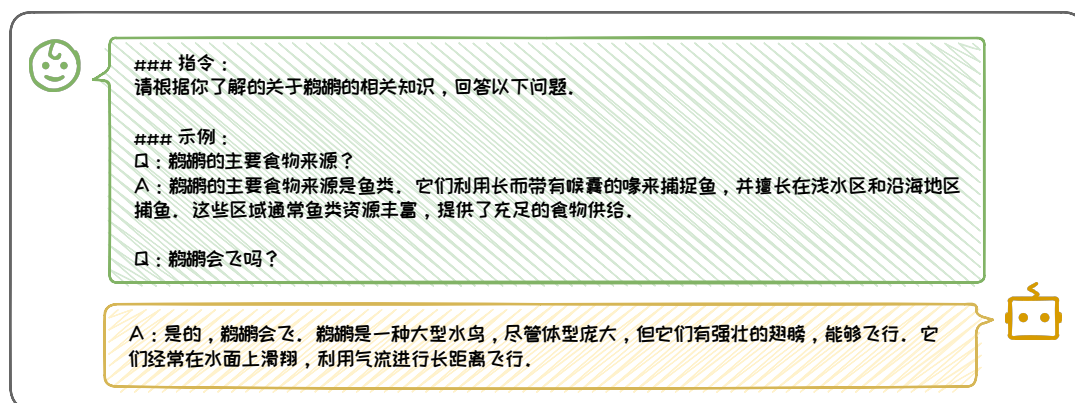 ### 指令：
请根据你了解的关于鹈鹕的相关知识，回答以下问题.
### 示例：
Q：鹈鹕的主要食物来源？
A：鹈鹕的主要食物来源是鱼类. 它们利用长而带有喉囊的喙来捕捉鱼，并擅长在浅水区和沿海地区
捕鱼. 这些区域通常鱼类资源丰富，提供了充足的食物供给.
Q：鹈鹕会飞吗？
A：是的，鹈鹕会飞. 鹈鹕是一种大型水鸟，尽管体型庞大，但它们有强壮的翅膀，能够飞行. 它
们经常在水面上滑翔，利用气流进行长距离飞行.